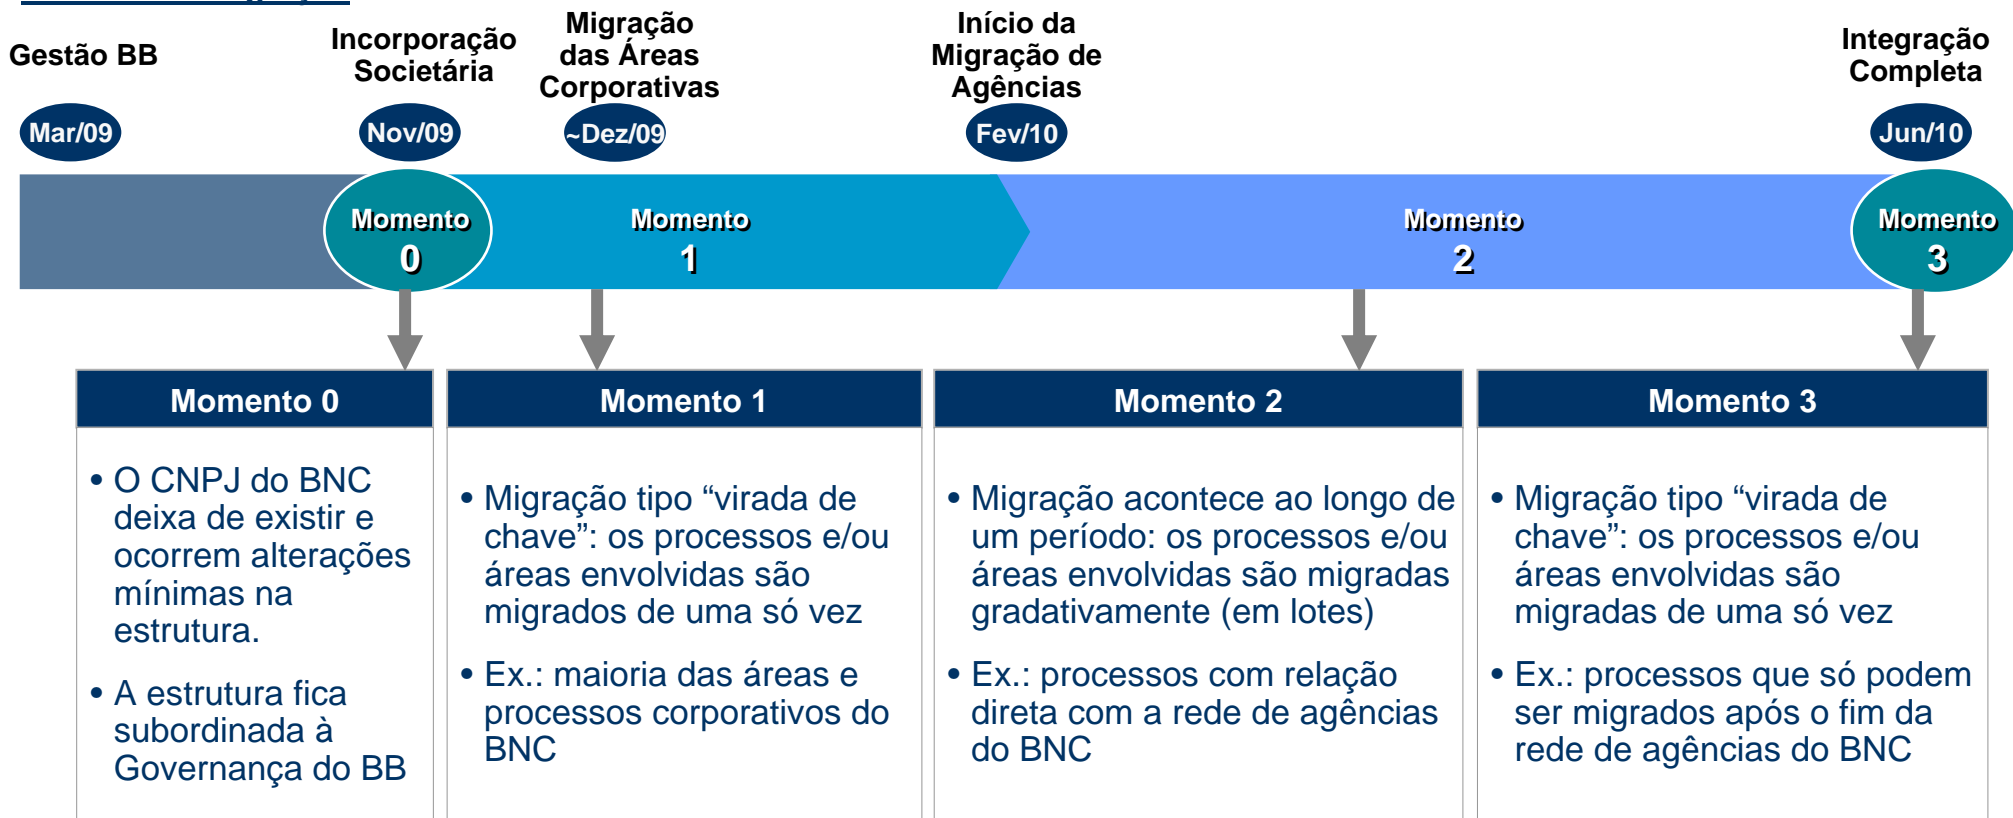 Gestão BB
Incorporação
Societária
Migração
das Áreas
Corporativas
Início da
Migração de
Agências
Integração
Completa
Mar/09
Nov/09
~Dez/09
Fev/10
Jun/10
Momento
0
Momento
1
Momento
2
Momento
3
Momento 0
• O CNPJ do BNC
deixa de existir e
ocorrem alterações
mínimas na
estrutura.
• A estrutura fica
subordinada à
Governança do BB
Momento 1
• Migração tipo “virada de
chave”: os processos e/ou
áreas envolvidas são
migrados de uma só vez
• Ex.: maioria das áreas e
processos corporativos do
BNC
Momento 2
• Migração acontece ao longo de
um período: os processos e/ou
áreas envolvidas são migradas
gradativamente (em lotes)
• Ex.: processos com relação
direta com a rede de agências
do BNC
Momento 3
• Migração tipo “virada de
chave”: os processos e/ou
áreas envolvidas são
migradas de uma só vez
• Ex.: processos que só podem
ser migrados após o fim da
rede de agências do BNC